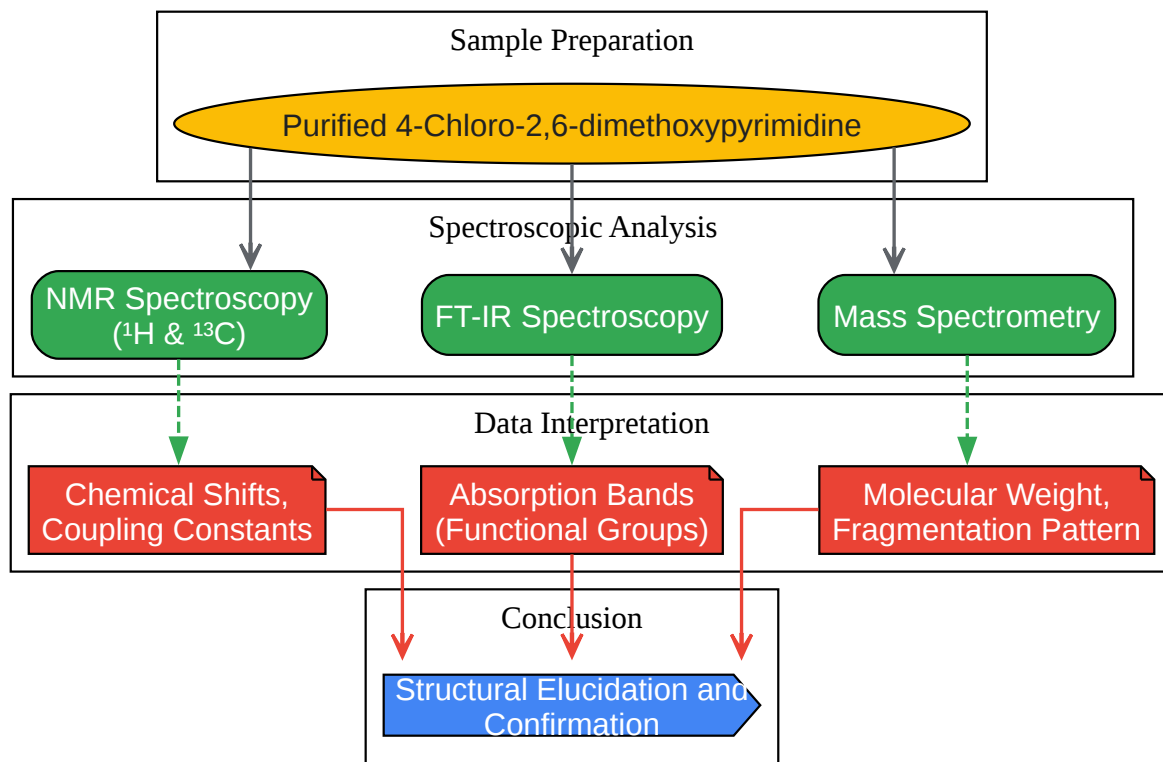 Sample Preparation
Purified 4-Chloro-2,6-dimethoxypyrimidine
Spectroscopic Analysis
NMR Spectroscopy
(¹H & ¹³C)
FT-IR Spectroscopy
Mass Spectrometry
Data Interpretation
Chemical Shifts,
Coupling Constants
Absorption Bands
(Functional Groups)
Molecular Weight,
Fragmentation Pattern
Conclusion
Structural Elucidation and
Confirmation